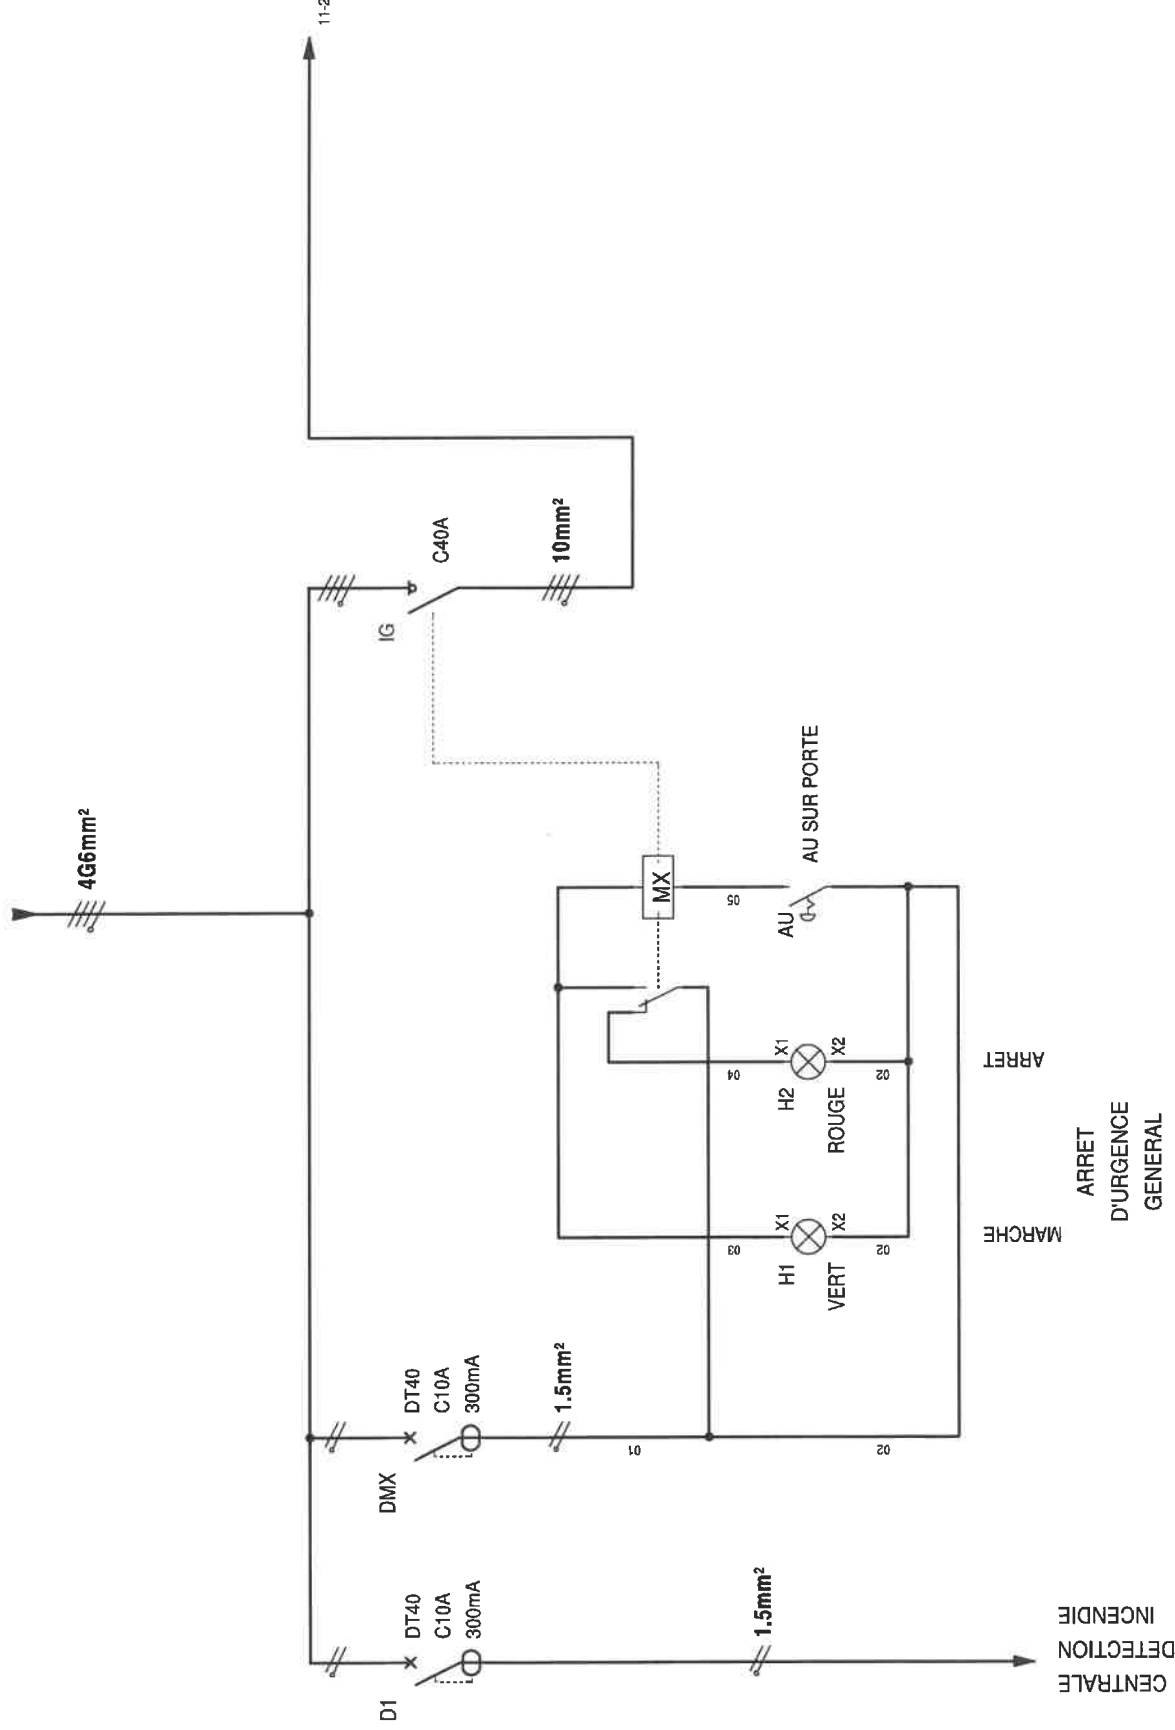 11-2
4G6mm²
C40A
10mm²
IG
AU SUR PORTE
MX
05
AU
X1
X2
04
02
H2
ROUGE
ARRET
X1
X2
03
02
H1
VERT
MARCHE
ARRET
D'URGENCE
GENERAL
DT40
C10A
300mA
1.5mm²
DMX
01
02
DT40
C10A
300mA
1.5mm²
D1
CENTRALE
DETECTION
INCENDIE